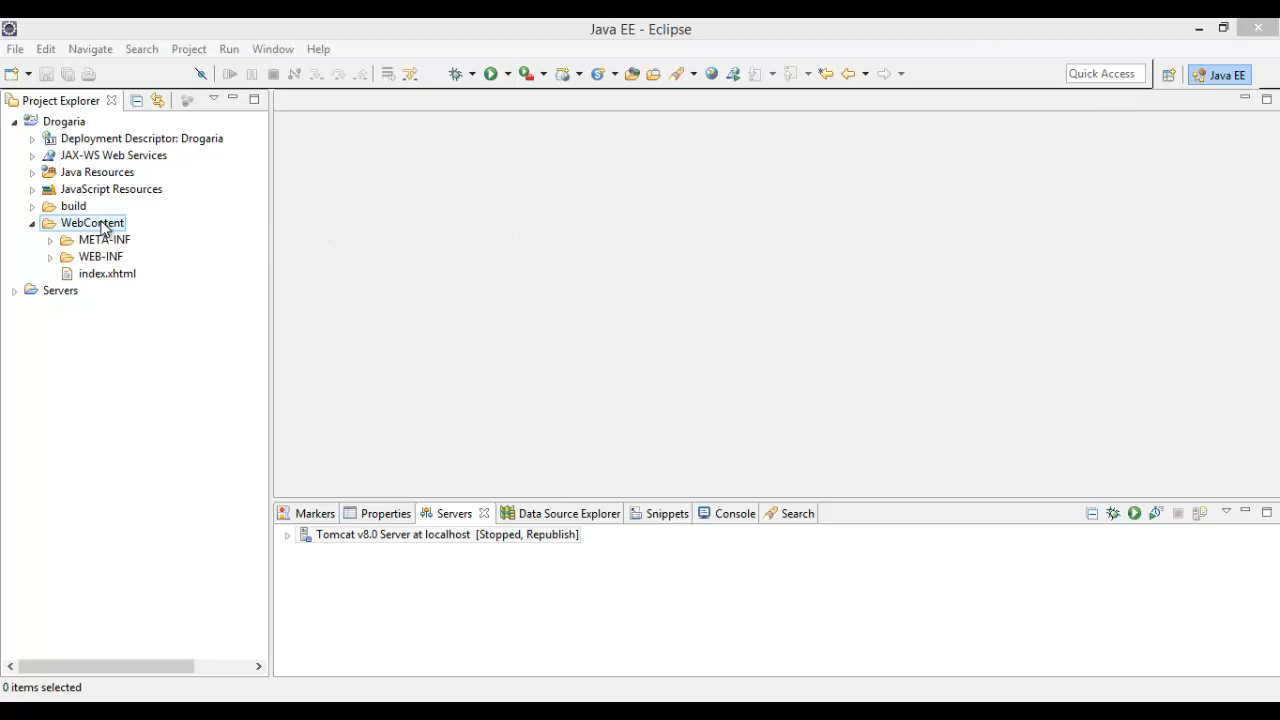 Java EE - Eclipse
File Edit Navigate Search Project Run Window Help
Quick Access Java EE
Project Explorer
Drogaria
Deployment Descriptor: Drogaria
JAX-WS Web Services
Java Resources
JavaScript Resources
build
WebContent
META-INF
WEB-INF
index.xhtml
Servers
Markers Properties Servers Data Source Explorer Snippets Console Search
Tomcat v8.0 Server at localhost [Stopped, Republish]
0 items selected